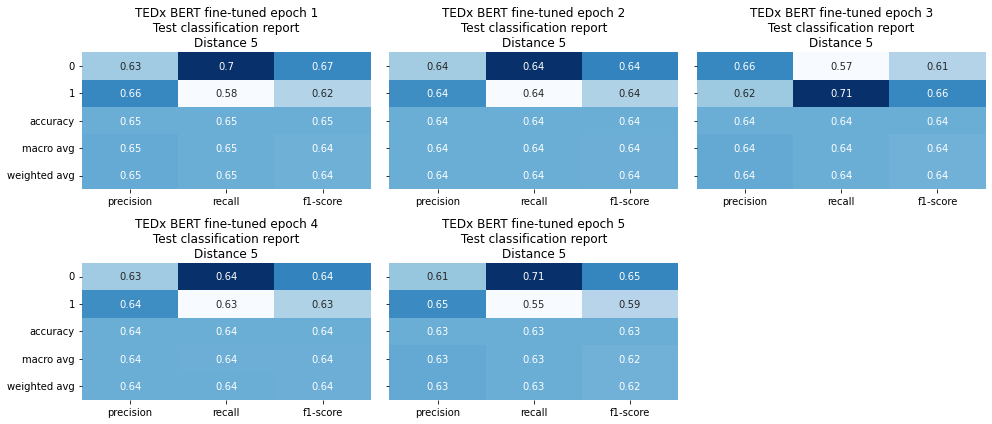 TEDx BERT fine-tuned epoch 1
Test classification report
Distance 5
0 0.63 0.7 0.67
1 0.66 0.58 0.62
accuracy 0.65 0.65 0.65
macro avg 0.65 0.65 0.64
weighted avg 0.65 0.65 0.64
precision recall f1-score
TEDx BERT fine-tuned epoch 2
Test classification report
Distance 5
0.64 0.64 0.64
0.64 0.64 0.64
0.64 0.64 0.64
0.64 0.64 0.64
0.64 0.64 0.64
precision recall f1-score
TEDx BERT fine-tuned epoch 3
Test classification report
Distance 5
0.66 0.57 0.61
0.62 0.71 0.66
0.64 0.64 0.64
0.64 0.64 0.64
0.64 0.64 0.64
precision recall f1-score
TEDx BERT fine-tuned epoch 4
Test classification report
Distance 5
0 0.63 0.64 0.64
1 0.64 0.63 0.63
accuracy 0.64 0.64 0.64
macro avg 0.64 0.64 0.64
weighted avg 0.64 0.64 0.64
precision recall f1-score
TEDx BERT fine-tuned epoch 5
Test classification report
Distance 5
0.61 0.71 0.65
0.65 0.55 0.59
0.63 0.63 0.63
0.63 0.63 0.62
0.63 0.63 0.62
precision recall f1-score